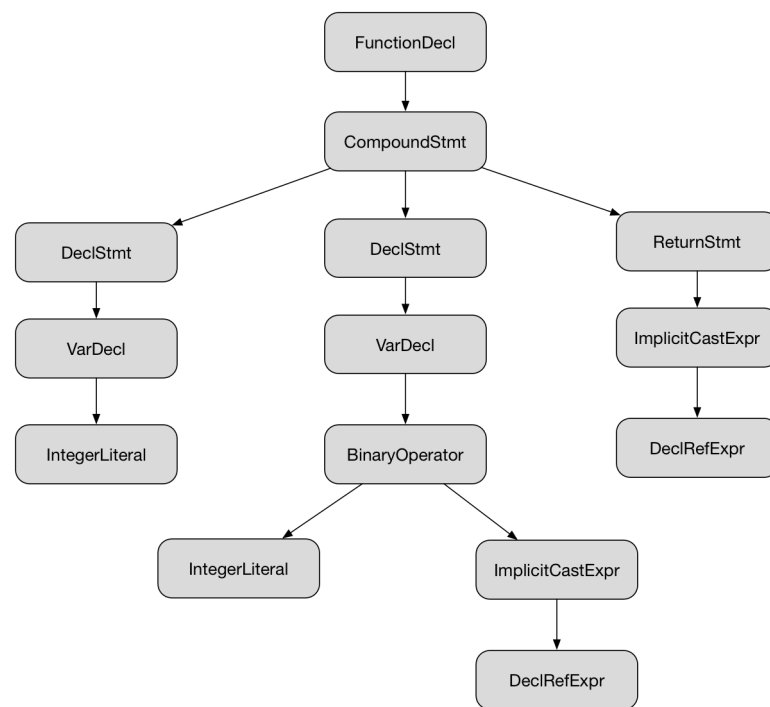 FunctionDecl
CompoundStmt
DeclStmt
DeclStmt
ReturnStmt
VarDecl
VarDecl
ImplicitCastExpr
IntegerLiteral
BinaryOperator
DeclRefExpr
IntegerLiteral
ImplicitCastExpr
DeclRefExpr